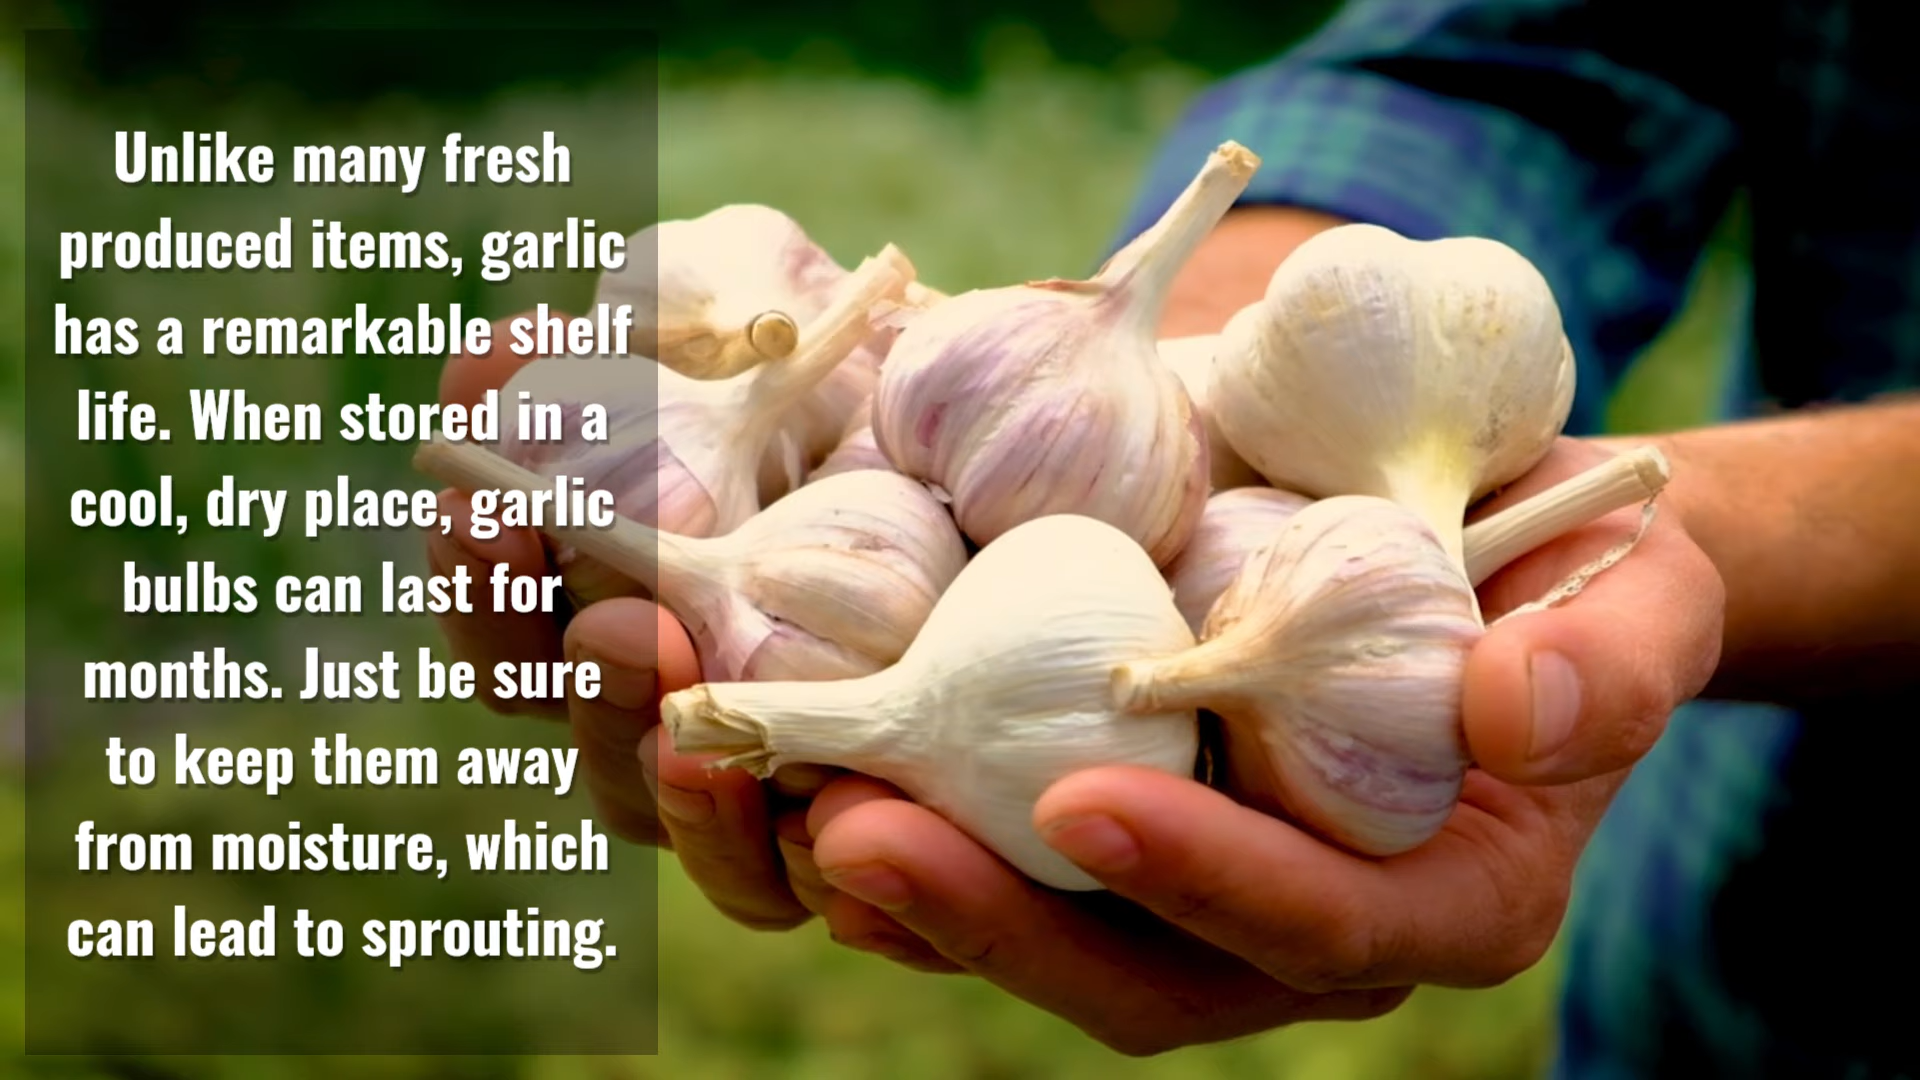 Unlike many fresh
produced items, garlic
has a remarkable shelf
life. When stored in a
cool, dry place, garlic
bulbs can last for
months. Just be sure
to keep them away
from moisture, which
can lead to sprouting.